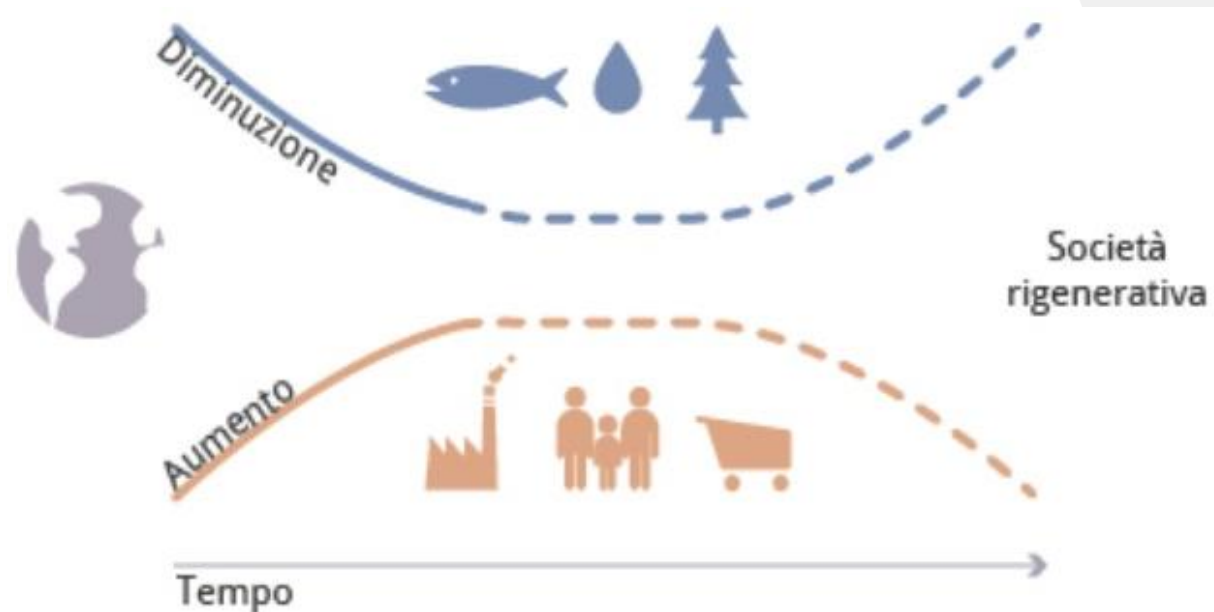 Diminuzione
Società
rigenerativa
Aumento
Tempo